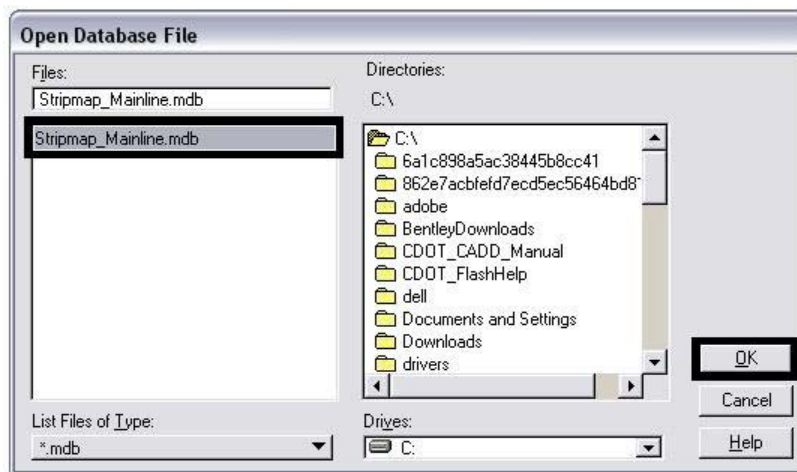 Open Database File
Files:
Stripmap_Mainline.mdb
Stripmap_Mainline.mdb
List Files of Type:
*.mdb
Directories:
C:\
C:\
6a1c898a5ac38445b8cc41
862e7acbfefd7ecd5ec56464bd8
adobe
BentleyDownloads
CDOT_CADD_Manual
CDOT_FlashHelp
dell
Documents and Settings
Downloads
drivers
Drives:
C:
OK
Cancel
Help